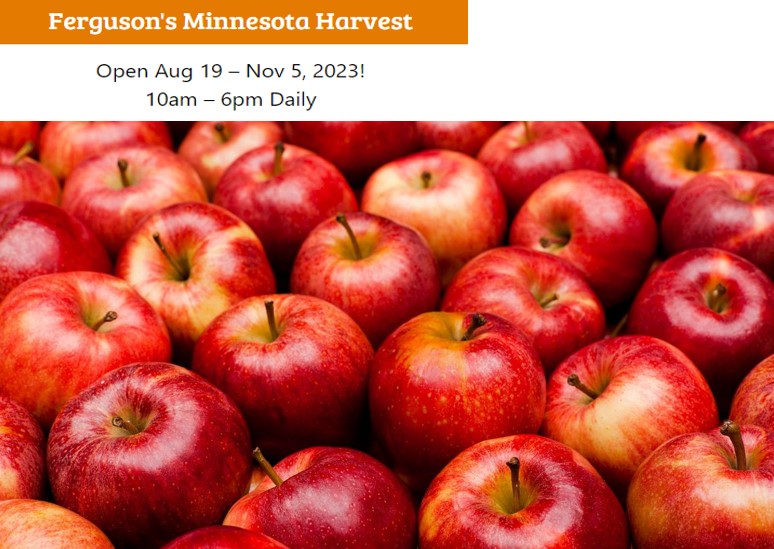 Ferguson's Minnesota Harvest
Open Aug 19 – Nov 5, 2023!
10am – 6pm Daily